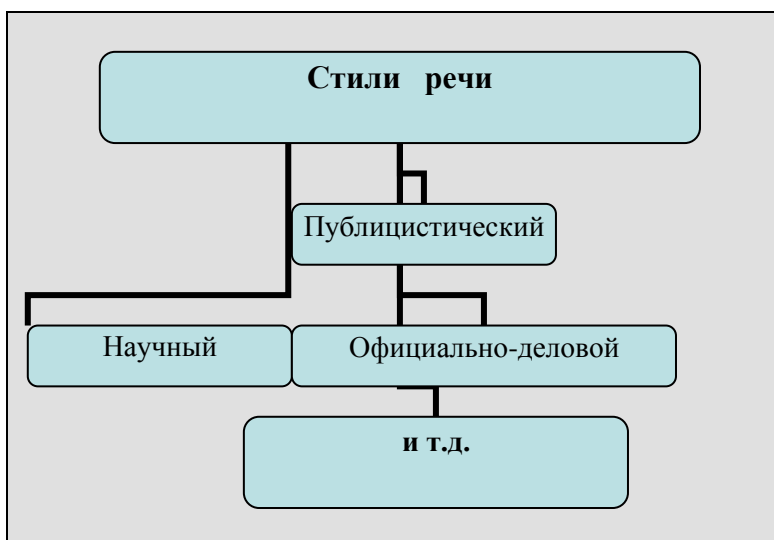 Стили речи
Публицистический
Научный
Официально-деловой
и т.д.